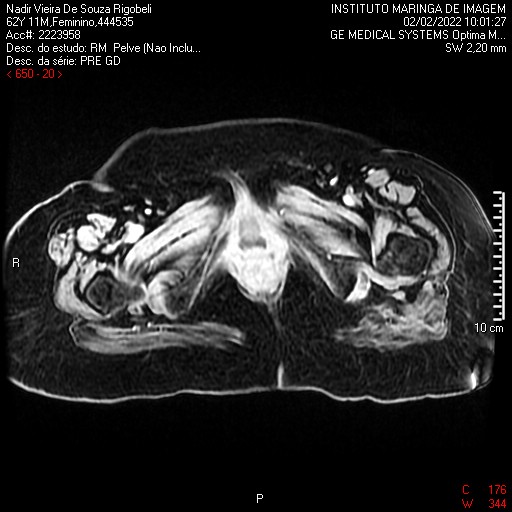 Nadir Vieira De Souza Rigobeli
62Y 11M,Feminino,444535
Acc#: 2223958
Desc. do estudo: RM Pelve (Nao Inclu...
Desc. da série: PRE GD
< 650 - 20 >
INSTITUTO MARINGA DE IMAGEM
02/02/2022 10:01:27
GE MEDICAL SYSTEMS Optima M...
SW 2,20 mm
R
10 cm
P
C 176
W 344